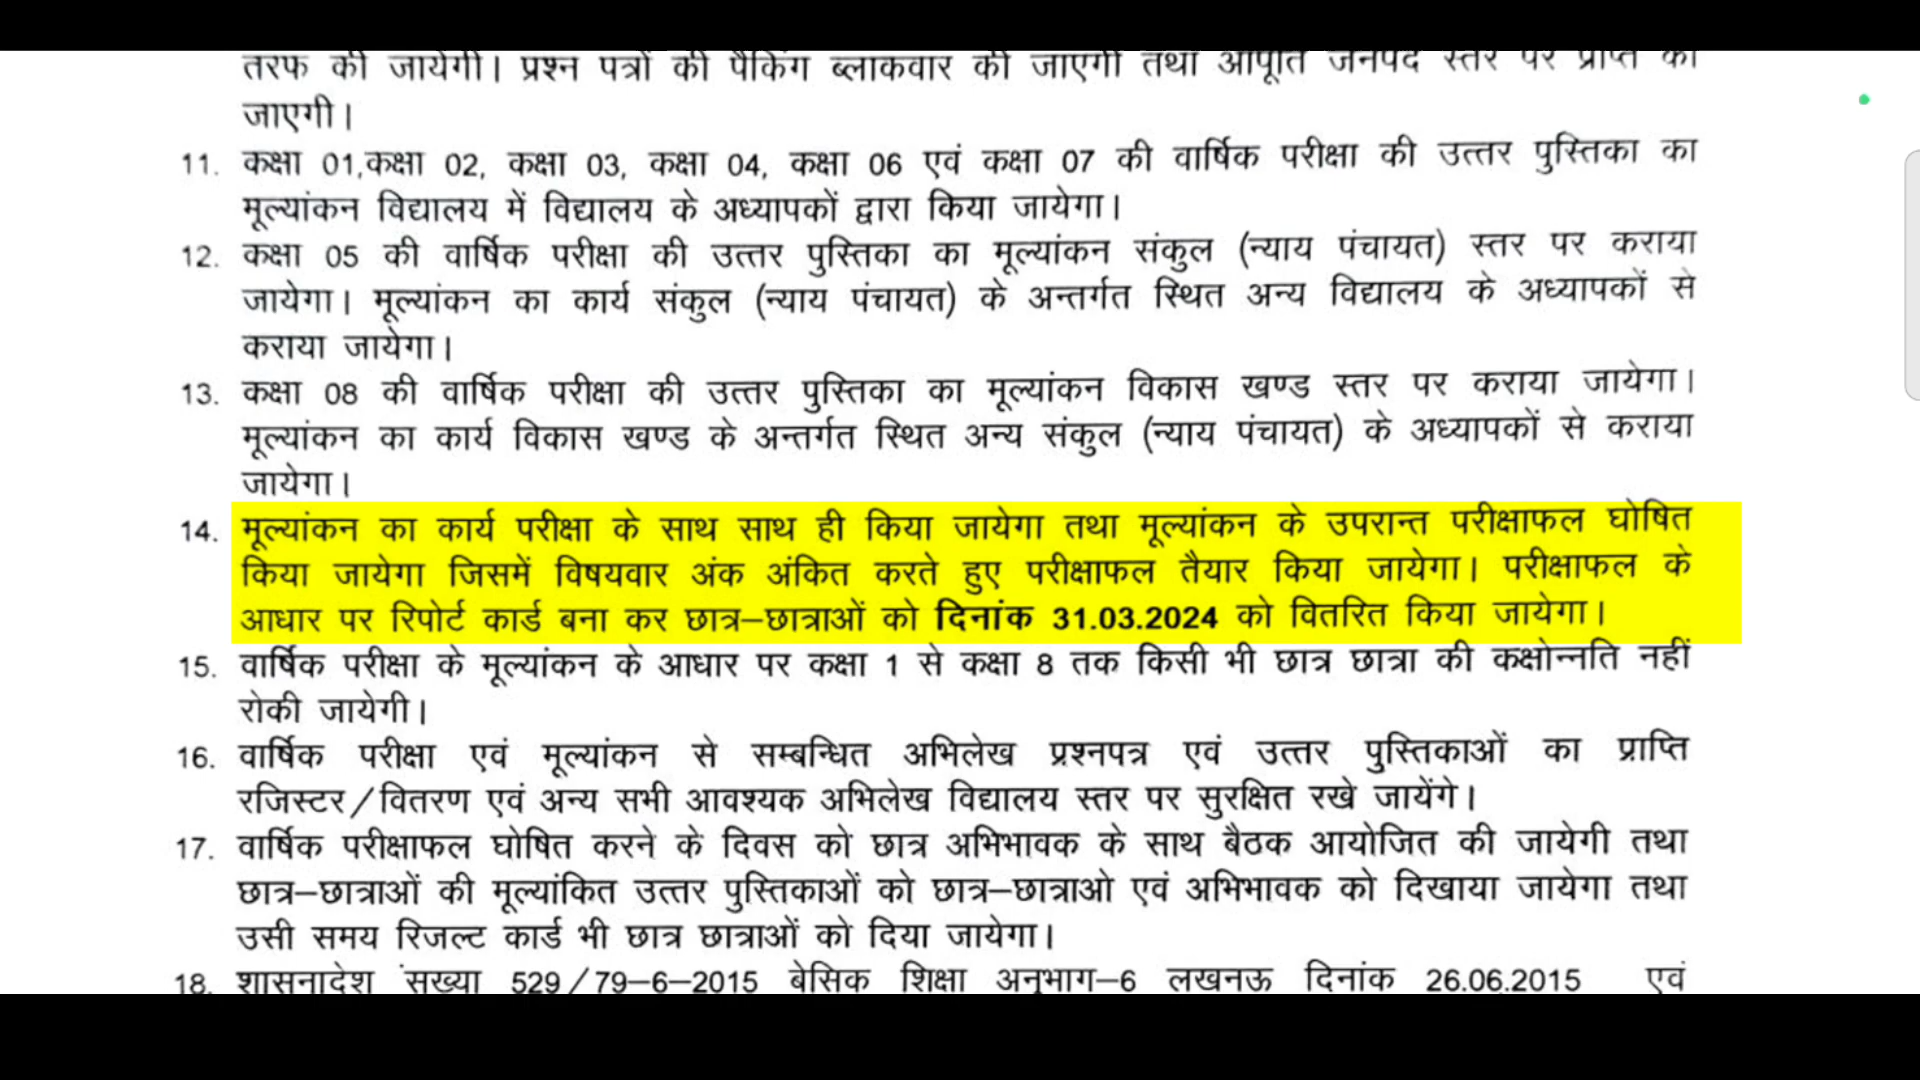 तरफ की जायेगी। प्रश्न पत्रों की पैकिंग ब्लाकवार की जाएगी तथा आपूर्ति जनपद स्तर पर प्राप्त की
जाएगी।
11. कक्षा 01,कक्षा 02, कक्षा 03, कक्षा 04, कक्षा 06 एवं कक्षा 07 की वार्षिक परीक्षा की उत्तर पुस्तिका का
मूल्यांकन विद्यालय में विद्यालय के अध्यापकों द्वारा किया जायेगा।
12. कक्षा 05 की वार्षिक परीक्षा की उत्तर पुस्तिका का मूल्यांकन संकुल (न्याय पंचायत) स्तर पर कराया
जायेगा। मूल्यांकन का कार्य संकुल (न्याय पंचायत) के अन्तर्गत स्थित अन्य विद्यालय के अध्यापकों से
कराया जायेगा।
13. कक्षा 08 की वार्षिक परीक्षा की उत्तर पुस्तिका का मूल्यांकन विकास खण्ड स्तर पर कराया जायेगा।
मूल्यांकन का कार्य विकास खण्ड के अन्तर्गत स्थित अन्य संकुल (न्याय पंचायत) के अध्यापकों से कराया
जायेगा।
14. मूल्यांकन का कार्य परीक्षा के साथ साथ ही किया जायेगा तथा मूल्यांकन के उपरान्त परीक्षाफल घोषित
किया जायेगा जिसमें विषयवार अंक अंकित करते हुए परीक्षाफल तैयार किया जायेगा। परीक्षाफल के
आधार पर रिपोर्ट कार्ड बना कर छात्र–छात्राओं को दिनांक 31.03.2024 को वितरित किया जायेगा।
15. वार्षिक परीक्षा के मूल्यांकन के आधार पर कक्षा 1 से कक्षा 8 तक किसी भी छात्र छात्रा की कक्षोन्नति नहीं
रोकी जायेगी।
16. वार्षिक परीक्षा एवं मूल्यांकन से सम्बन्धित अभिलेख प्रश्नपत्र एवं उत्तर पुस्तिकाओं का प्राप्ति
रजिस्टर/वितरण एवं अन्य सभी आवश्यक अभिलेख विद्यालय स्तर पर सुरक्षित रखे जायेंगे।
17. वार्षिक परीक्षाफल घोषित करने के दिवस को छात्र अभिभावक के साथ बैठक आयोजित की जायेगी तथा
छात्र–छात्राओं की मूल्यांकित उत्तर पुस्तिकाओं को छात्र–छात्राओ एवं अभिभावक को दिखाया जायेगा तथा
उसी समय रिजल्ट कार्ड भी छात्र छात्राओं को दिया जायेगा।
18. शासनादेश संख्या 529/79–6–2015 बेसिक शिक्षा अनुभाग–6 लखनऊ दिनांक 26.06.2015 एवं